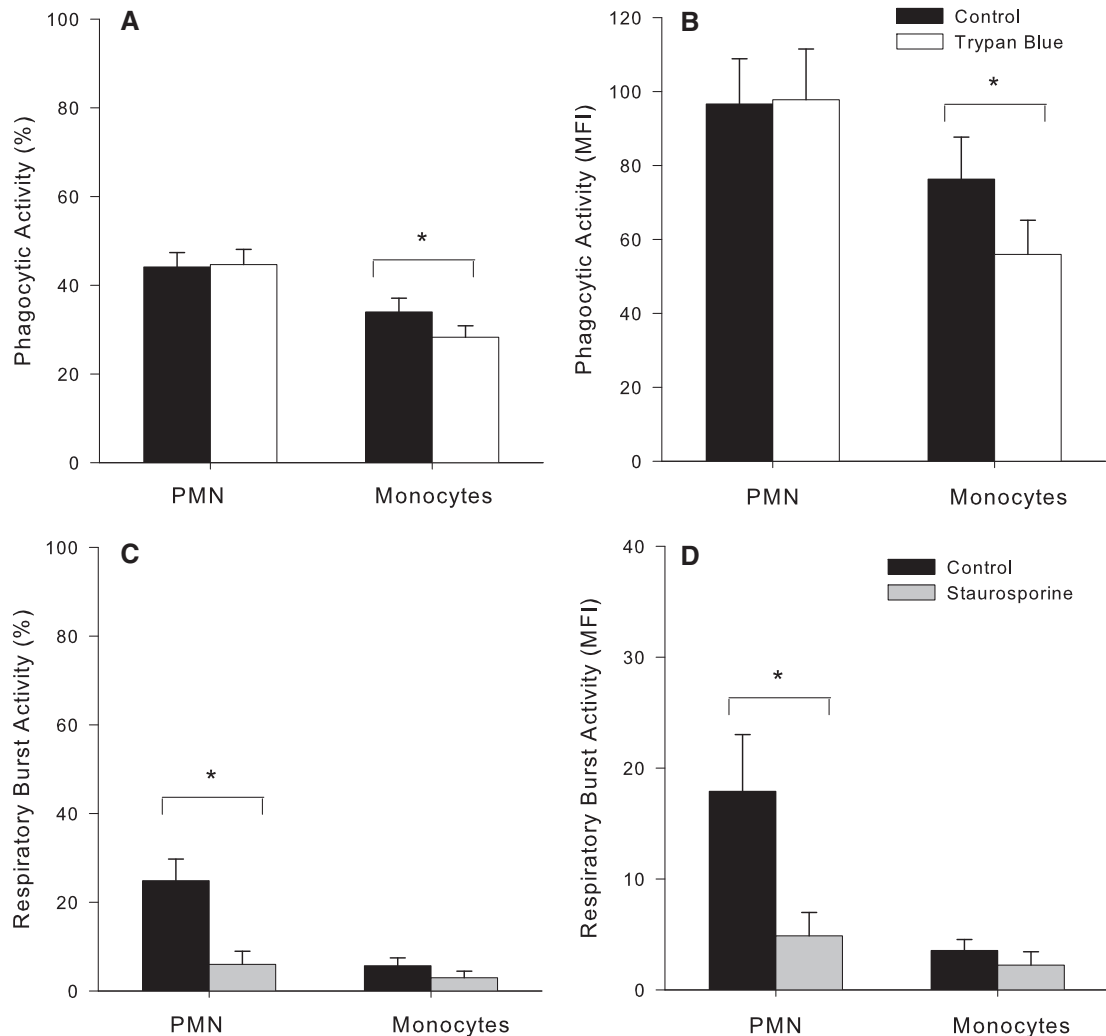 A
Phagocytic Activity (%)
100
80
60
40
20
0
*
PMN Monocytes
B
Control
Trypan Blue
Phagocytic Activity (MFI)
120
100
80
60
40
20
0
*
PMN Monocytes
C
Respiratory Burst Activity (%)
100
80
60
40
20
0
*
PMN Monocytes
D
Control
Staurosporine
Respiratory Burst Activity (MFI)
40
30
20
10
0
*
PMN Monocytes